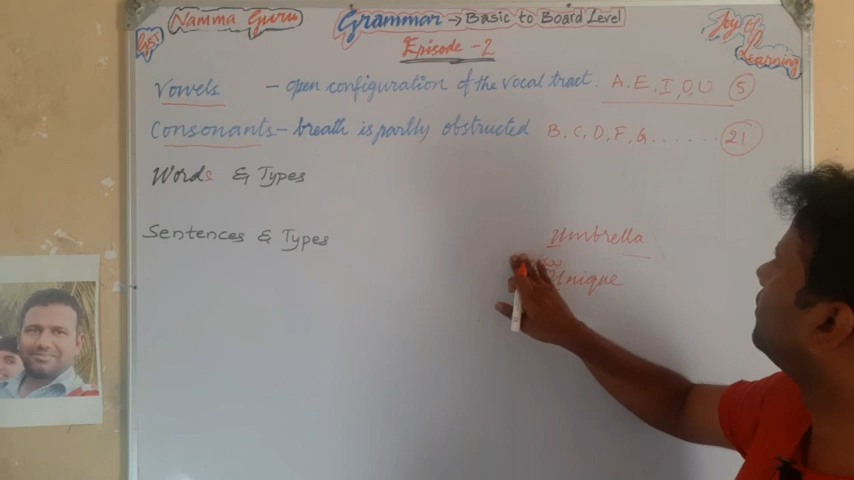 Namma Guru
Grammar → Basic to Board Level
Joy of Learning
Episode - 2
Vowels - open configuration of the vocal tract. A, E, I, O, U 5
Consonants - breath is partly obstructed B, C, D, F, G....... 21
Words & Types
Sentences & Types
Umbrella
Unique